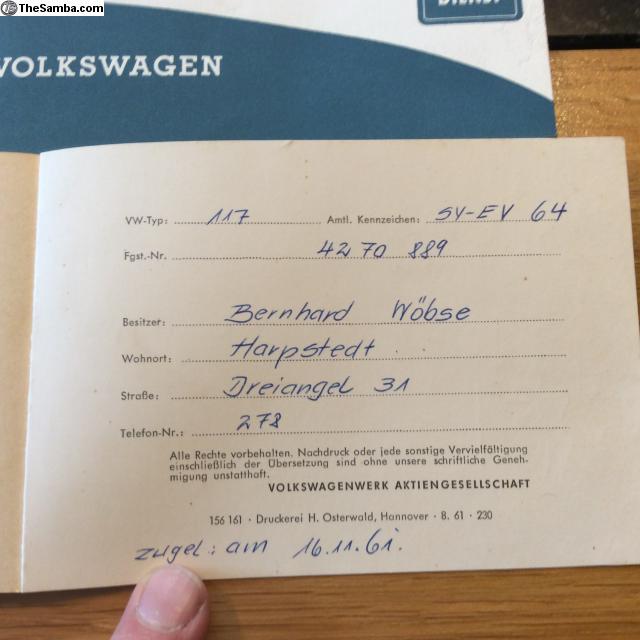 TheSamba.com
DIENST
VOLKSWAGEN
VW-Typ: 117 Amtl. Kennzeichen: SY-EV 64
Fgst.-Nr. 4270 889
Besitzer: Bernhard Wöbse
Wohnort: Harpstedt
Straße: Dreiangel 31
Telefon-Nr.: 278
Alle Rechte vorbehalten. Nachdruck oder jede sonstige Vervielfältigung
einschließlich der Übersetzung sind ohne unsere schriftliche Geneh-
migung unstatthaft.
VOLKSWAGENWERK AKTIENGESELLSCHAFT
156 161 · Druckerei H. Osterwald, Hannover · 8. 61 · 230
zugel: am 16.11.61.